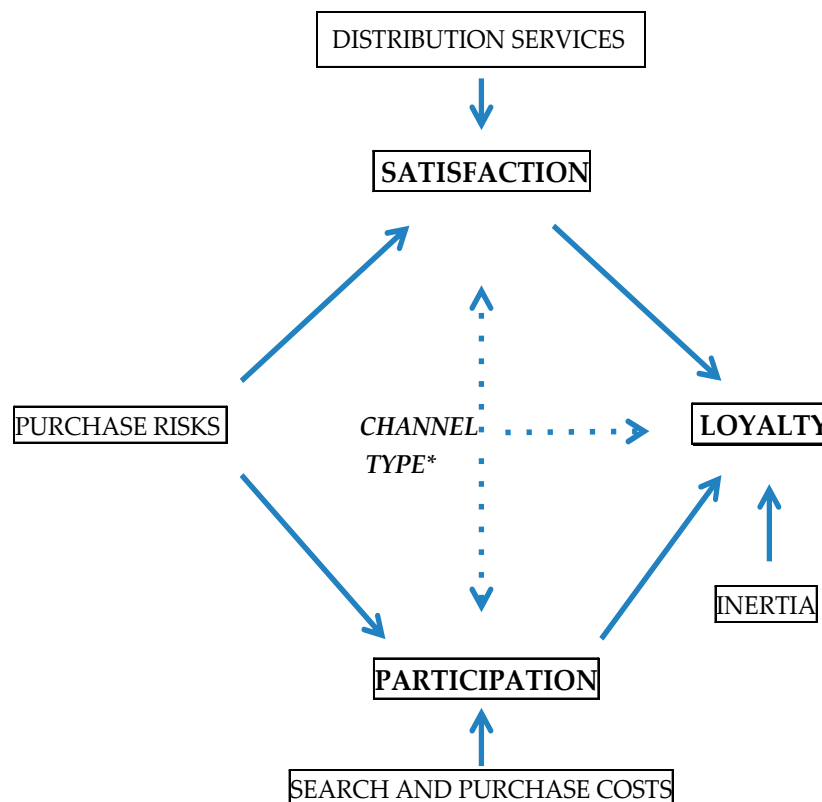 DISTRIBUTION SERVICES
SATISFACTION
PURCHASE RISKS
CHANNEL
TYPE*
LOYALTY
INERTIA
PARTICIPATION
SEARCH AND PURCHASE COSTS